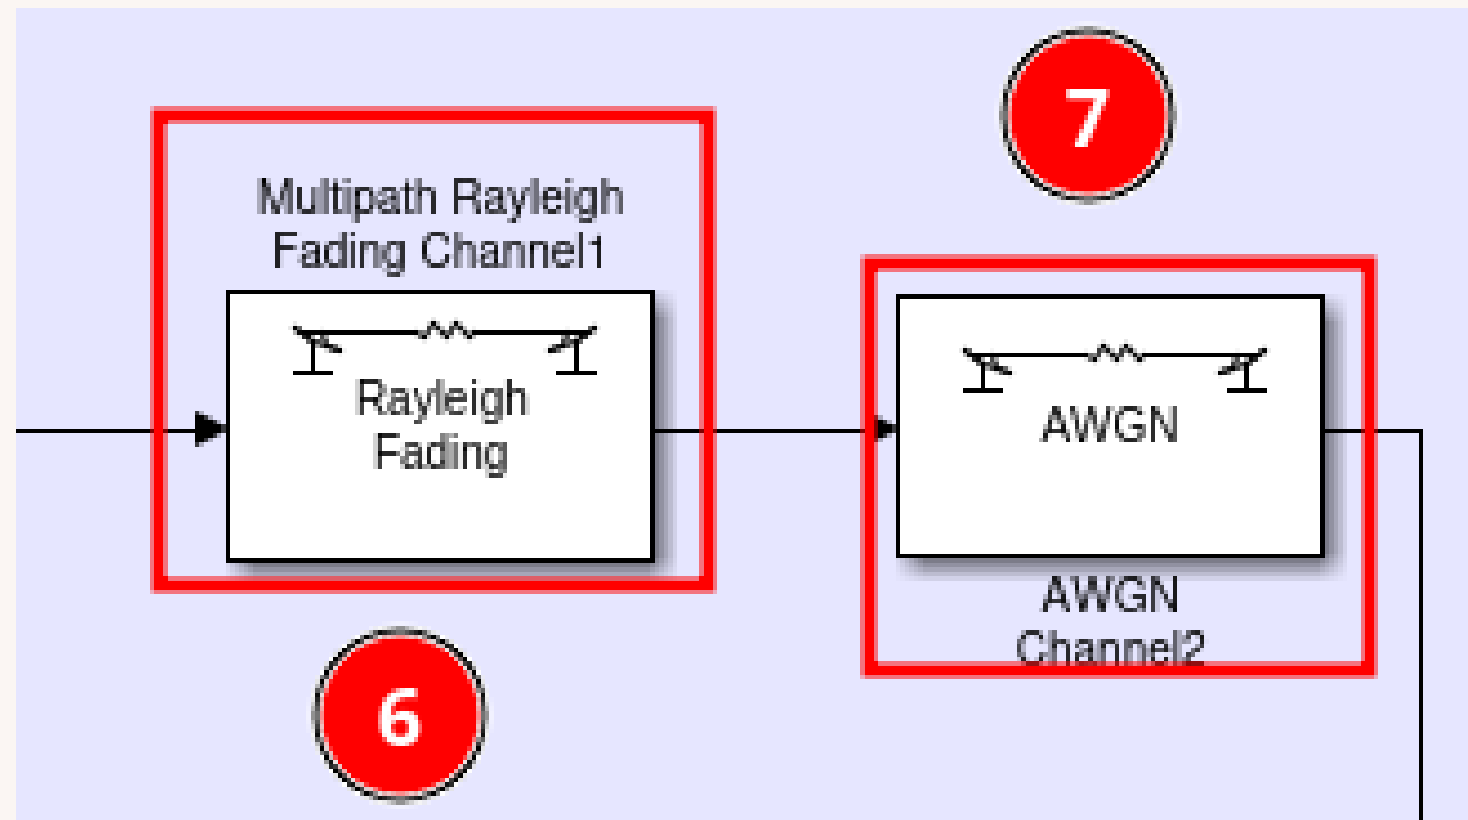 7
Multipath Rayleigh
Fading Channel1
Rayleigh
Fading
AWGN
AWGN
Channel2
6